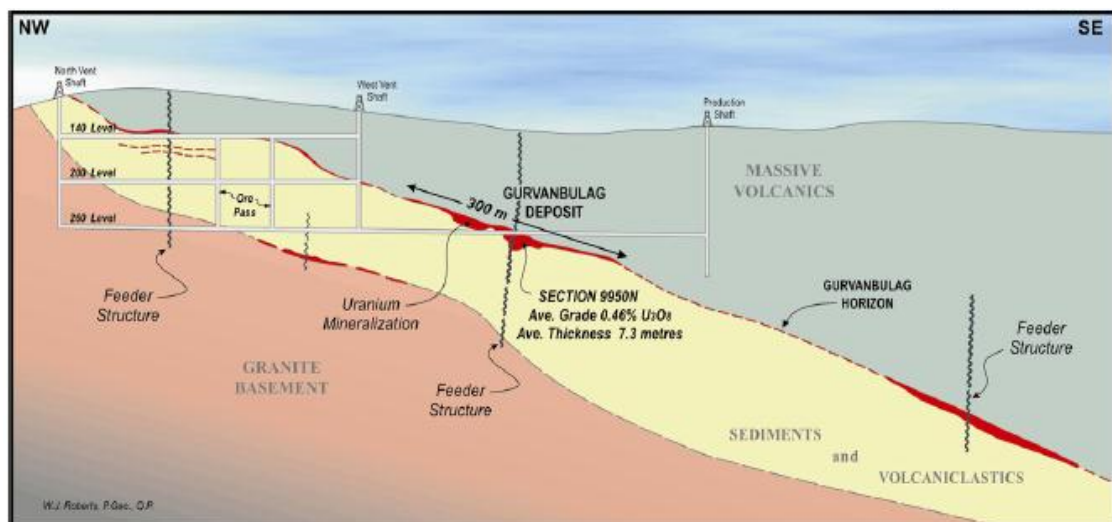 NW
SE
North Vent
Shaft
West Vent
Shaft
Production
Shaft
140 Level
200 Level
260 Level
Ore
Pass
MASSIVE
VOLCANICS
GURVANBULAG
DEPOSIT
300 m
Feeder
Structure
Uranium
Mineralization
SECTION 9950N
Ave. Grade 0.46% U3O8
Ave. Thickness 7.3 metres
GURVANBULAG
HORIZON
Feeder
Structure
GRANITE
BASEMENT
Feeder
Structure
SEDIMENTS
and
VOLCANICLASTICS
W.J. Roberts, P.Geo., Q.P.